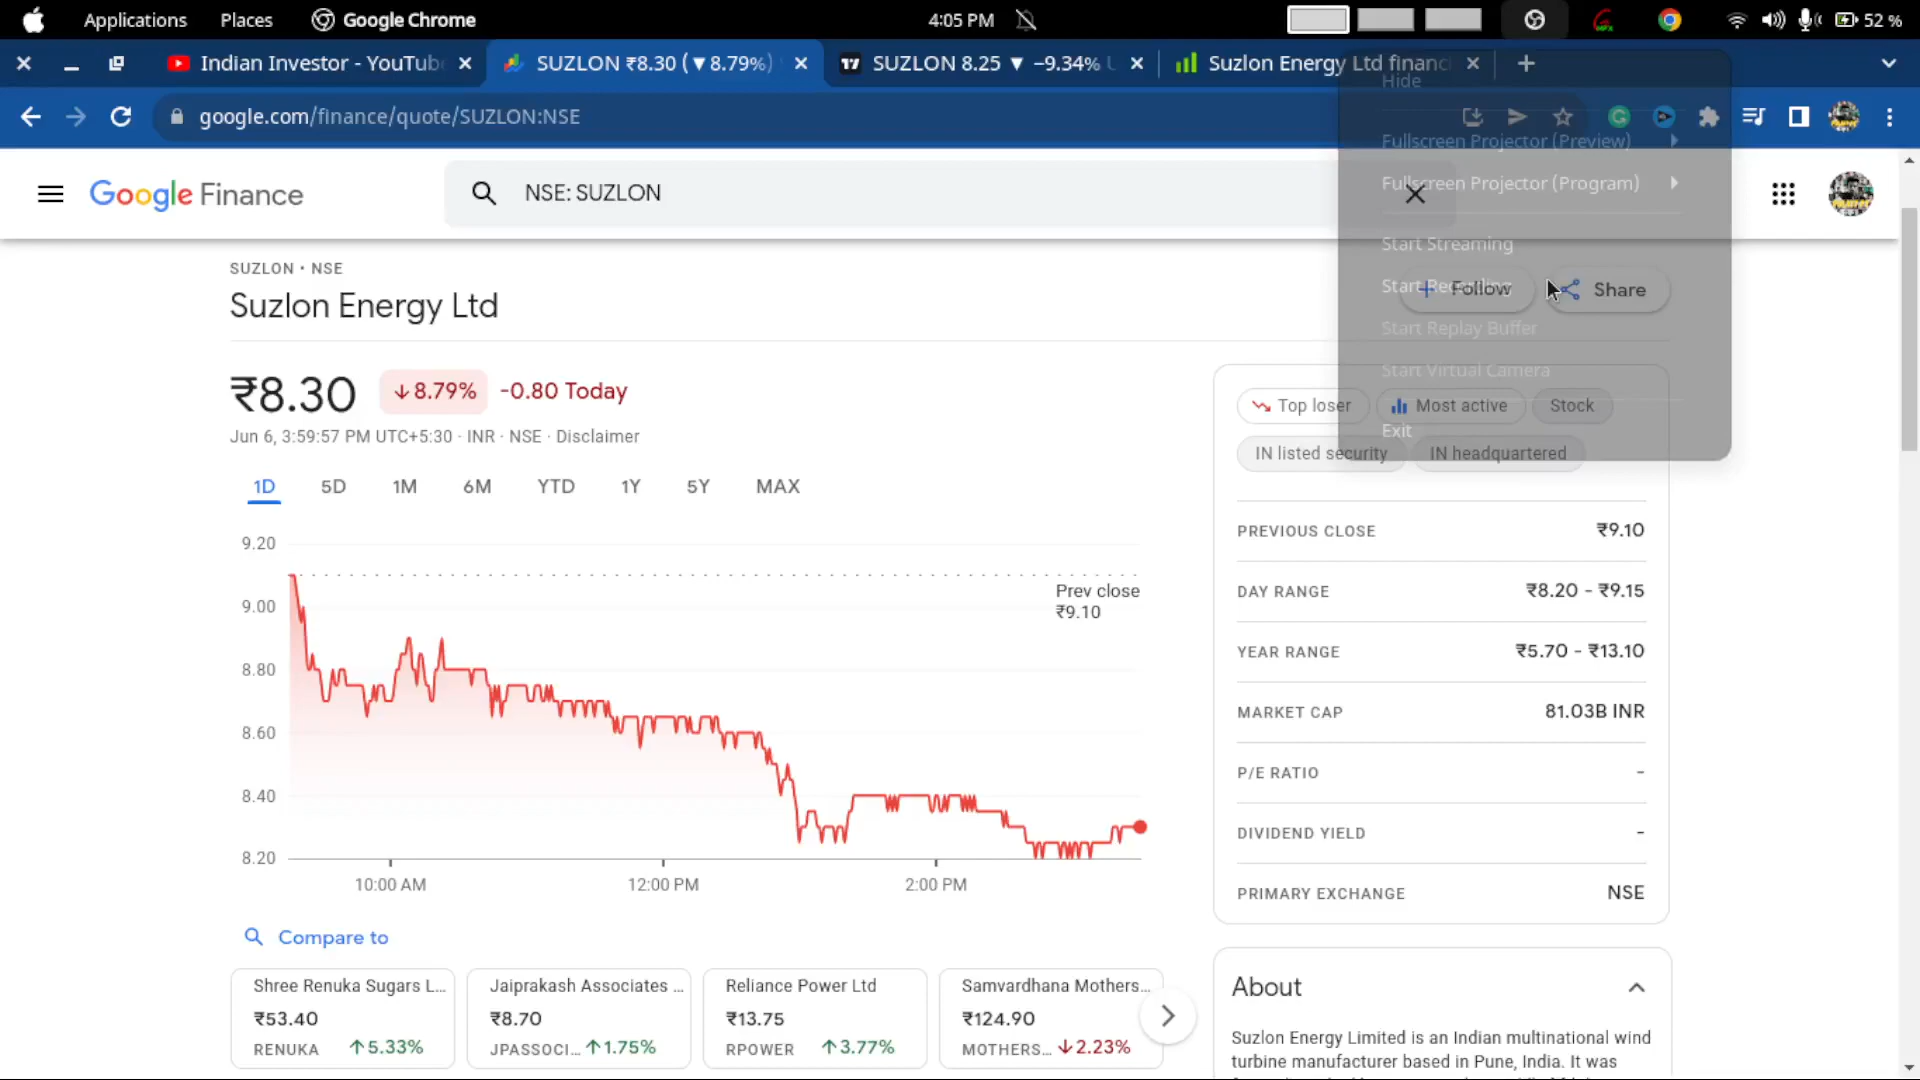 Applications Places Google Chrome 4:05 PM 52 %
Indian Investor - YouTub SUZLON ₹8.30 (▼8.79%) SUZLON 8.25 ▼ −9.34% Suzlon Energy Ltd financ
google.com/finance/quote/SUZLON:NSE
Hide
Fullscreen Projector (Preview)
Fullscreen Projector (Program)
Start Streaming
Start Recording
Start Replay Buffer
Start Virtual Camera
Exit
Google Finance
NSE: SUZLON
SUZLON • NSE
Suzlon Energy Ltd
Follow
Share
₹8.30 ↓8.79% -0.80 Today
Jun 6, 3:59:57 PM UTC+5:30 · INR · NSE · Disclaimer
1D 5D 1M 6M YTD 1Y 5Y MAX
9.20
9.00
8.80
8.60
8.40
8.20
Prev close
₹9.10
10:00 AM 12:00 PM 2:00 PM
Top loser Most active Stock
IN listed security IN headquartered
PREVIOUS CLOSE ₹9.10
DAY RANGE ₹8.20 - ₹9.15
YEAR RANGE ₹5.70 - ₹13.10
MARKET CAP 81.03B INR
P/E RATIO -
DIVIDEND YIELD -
PRIMARY EXCHANGE NSE
Compare to
Shree Renuka Sugars L...
₹53.40
RENUKA ↑5.33%
Jaiprakash Associates ...
₹8.70
JPASSOCI... ↑1.75%
Reliance Power Ltd
₹13.75
RPOWER ↑3.77%
Samvardhana Mothers...
₹124.90
MOTHERS... ↓2.23%
About
Suzlon Energy Limited is an Indian multinational wind
turbine manufacturer based in Pune, India. It was